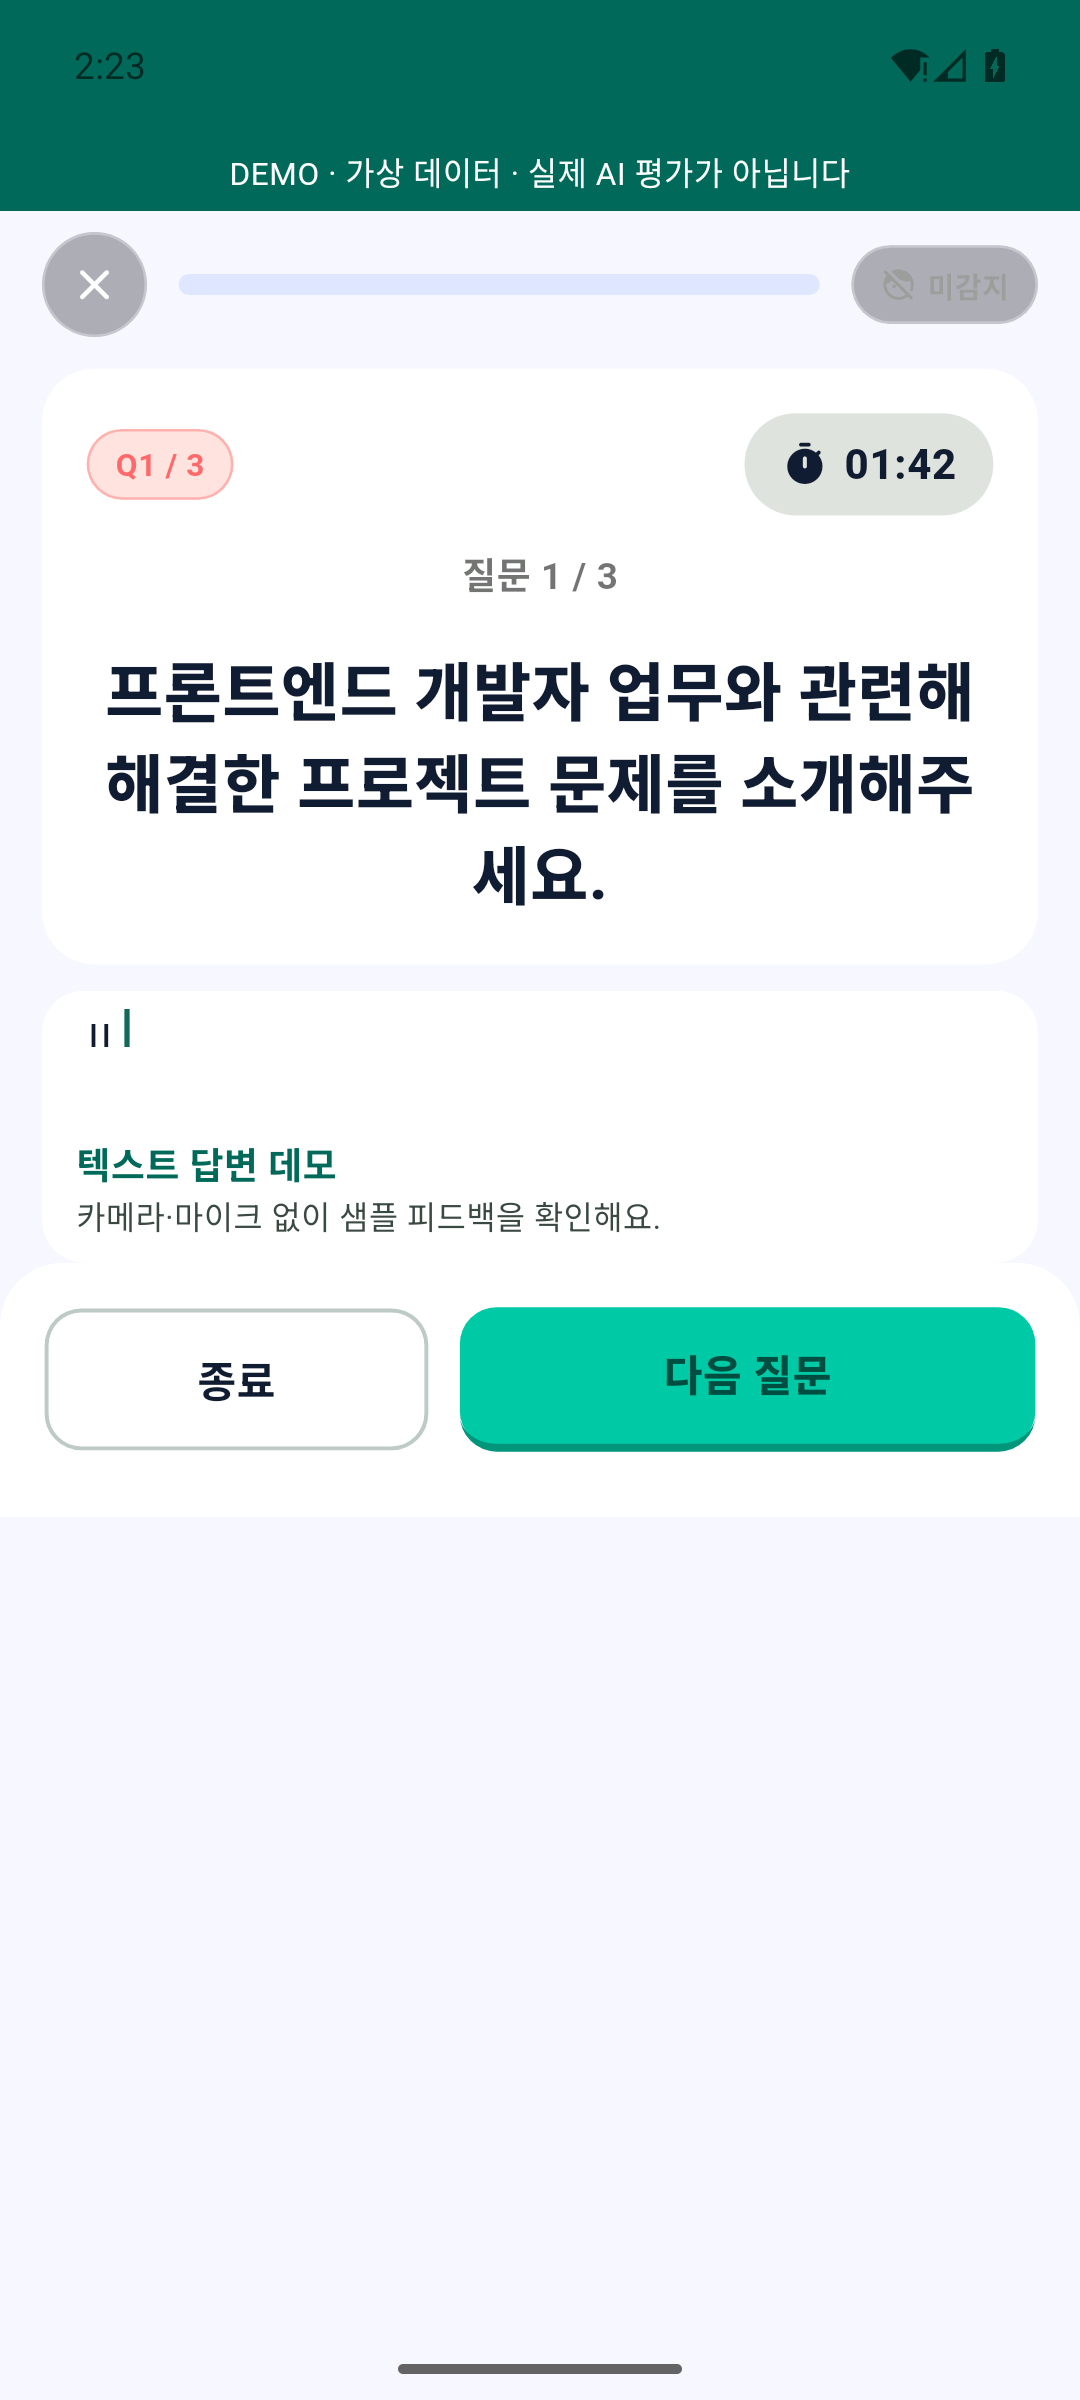 2:23
DEMO · 가상 데이터 · 실제 AI 평가가 아닙니다
미감지
Q1 / 3
01:42
질문 1 / 3
프론트엔드 개발자 업무와 관련해
해결한 프로젝트 문제를 소개해주
세요.
텍스트 답변 데모
카메라·마이크 없이 샘플 피드백을 확인해요.
종료
다음 질문